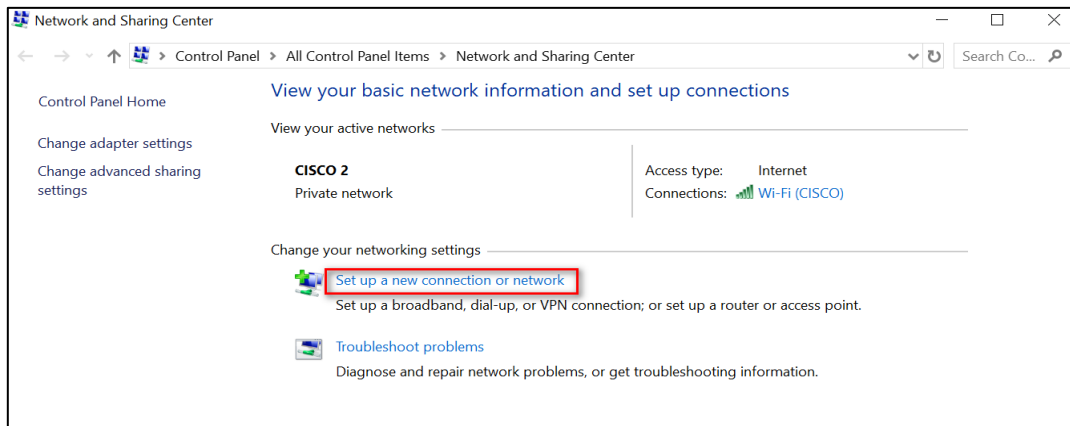 Network and Sharing Center
Control Panel > All Control Panel Items > Network and Sharing Center
Search Co...
Control Panel Home
Change adapter settings
Change advanced sharing
settings
View your basic network information and set up connections
View your active networks
CISCO 2
Private network
Access type: Internet
Connections: Wi-Fi (CISCO)
Change your networking settings
Set up a new connection or network
Set up a broadband, dial-up, or VPN connection; or set up a router or access point.
Troubleshoot problems
Diagnose and repair network problems, or get troubleshooting information.